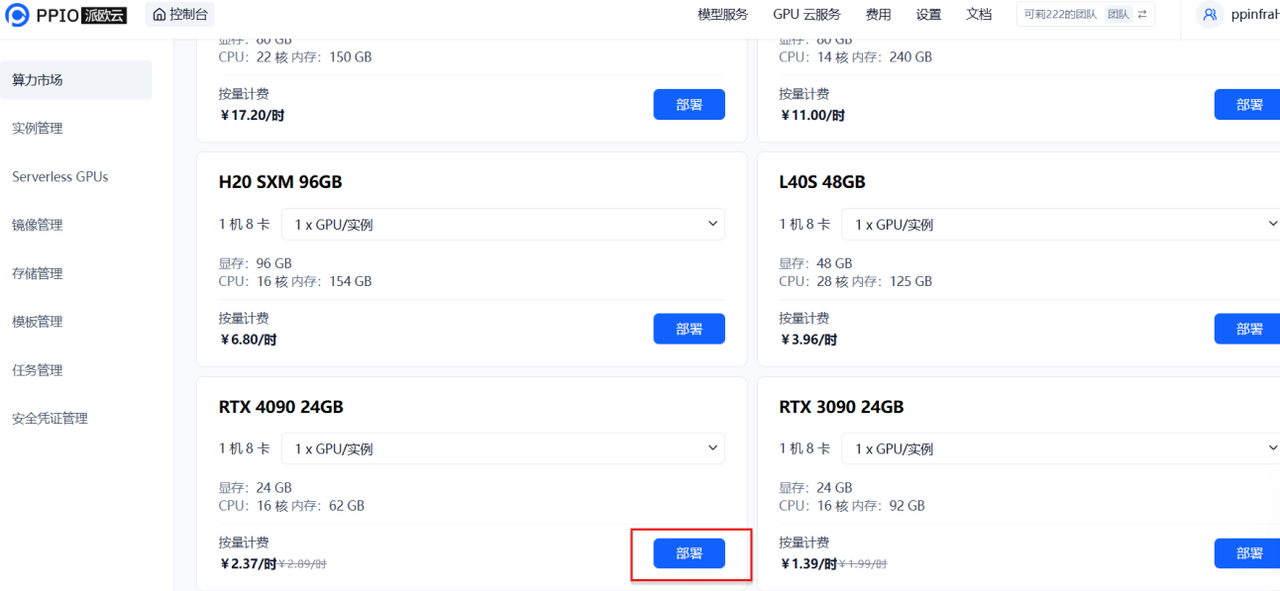 PPIO 派欧云 控制台 模型服务 GPU 云服务 费用 设置 文档 可莉222的团队 团队
算力市场
实例管理
Serverless GPUs
镜像管理
存储管理
模板管理
任务管理
安全凭证管理
显存: 80 GB
CPU: 22 核 内存: 150 GB
按量计费
¥17.20/时
部署
显存: 80 GB
CPU: 14 核 内存: 240 GB
按量计费
¥11.00/时
部署
H20 SXM 96GB
1 机 8 卡 1 x GPU/实例
显存: 96 GB
CPU: 16 核 内存: 154 GB
按量计费
¥6.80/时
部署
L40S 48GB
1 机 8 卡 1 x GPU/实例
显存: 48 GB
CPU: 28 核 内存: 125 GB
按量计费
¥3.96/时
部署
RTX 4090 24GB
1 机 8 卡 1 x GPU/实例
显存: 24 GB
CPU: 16 核 内存: 62 GB
按量计费
¥2.37/时 ¥2.89/时
部署
RTX 3090 24GB
1 机 8 卡 1 x GPU/实例
显存: 24 GB
CPU: 16 核 内存: 92 GB
按量计费
¥1.39/时 ¥1.99/时
部署